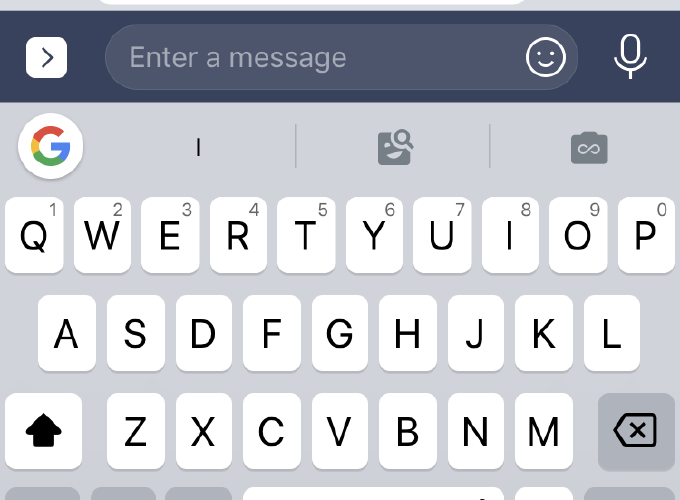 Enter a message
I
1 2 3 4 5 6 7 8 9 0
Q W E R T Y U I O P
A S D F G H J K L
Z X C V B N M